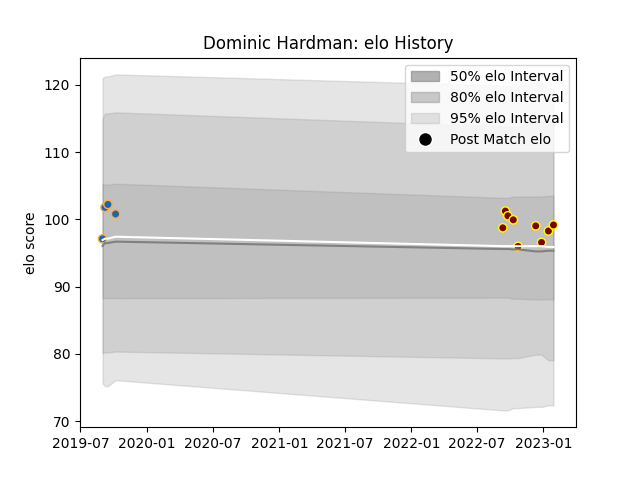 Dominic Hardman: elo History
50% elo Interval
80% elo Interval
95% elo Interval
Post Match elo
elo score
120
110
100
90
80
70
2019-07 2020-01 2020-07 2021-01 2021-07 2022-01 2022-07 2023-01